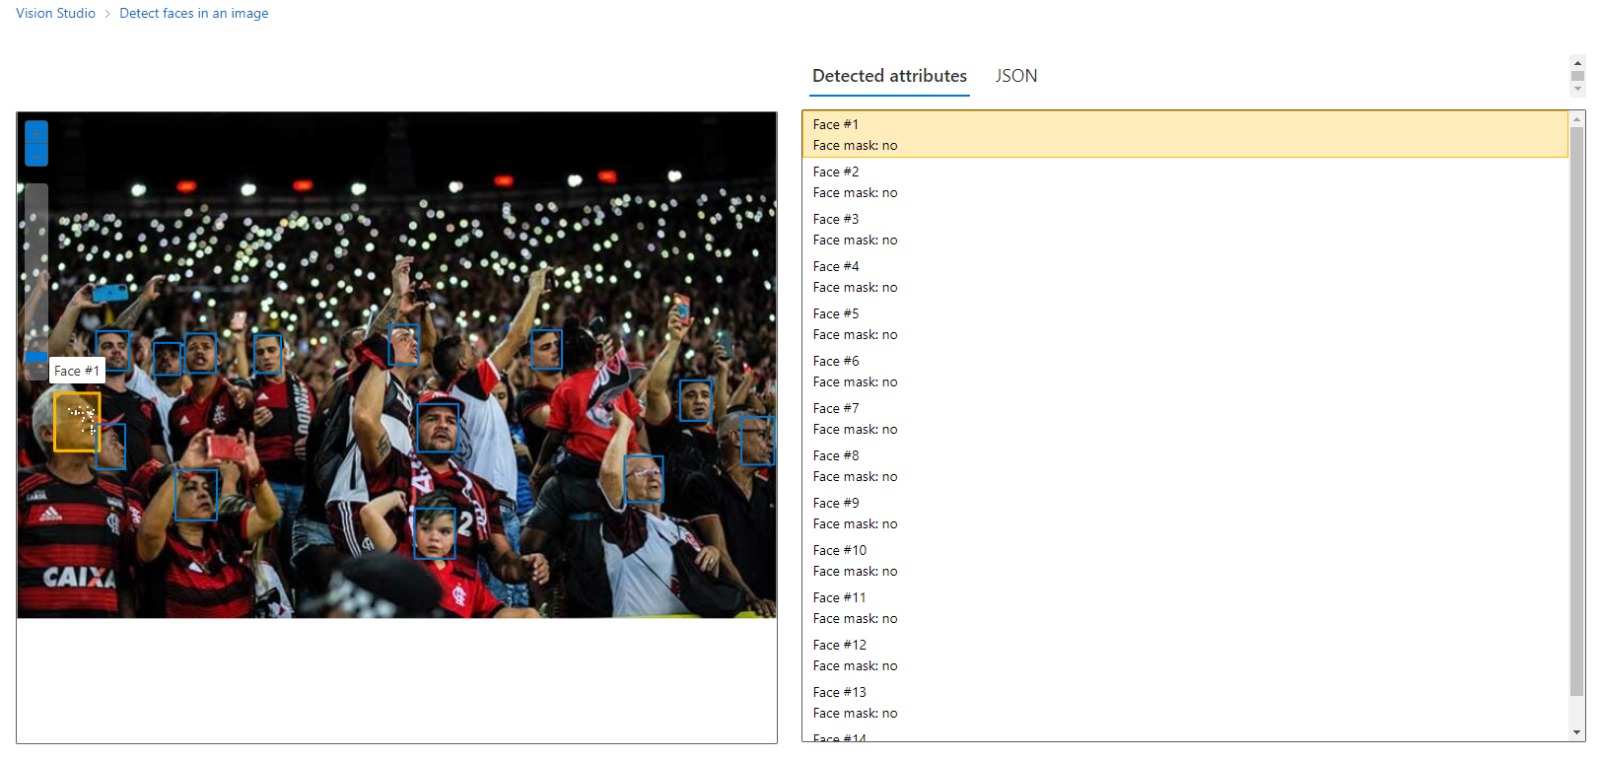 Vision Studio > Detect faces in an image
Detected attributes
JSON
Face #1
Face mask: no
Face #2
Face mask: no
Face #3
Face mask: no
Face #4
Face mask: no
Face #5
Face mask: no
Face #6
Face mask: no
Face #7
Face mask: no
Face #8
Face mask: no
Face #9
Face mask: no
Face #10
Face mask: no
Face #11
Face mask: no
Face #12
Face mask: no
Face #13
Face mask: no
Face #14
Face #1
adidas
CAIXA
2